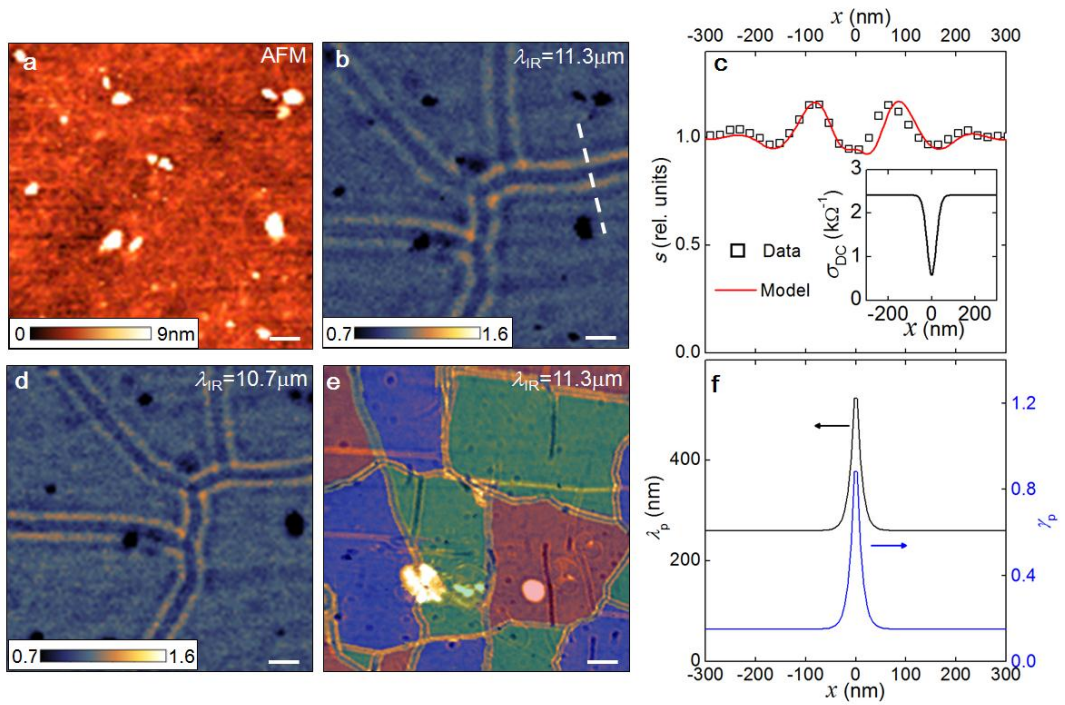 a
AFM
0
9nm
b
λIR=11.3μm
0.7
1.6
x (nm)
-300 -200 -100 0 100 200 300
c
s (rel. units)
1.0
0.5
0.0
Data
Model
σDC (kΩ⁻¹)
3
2
1
0
-200 0 200
x (nm)
d
λIR=10.7μm
0.7
1.6
e
λIR=11.3μm
f
λp (nm)
400
200
0
γp
1.2
0.8
0.4
0.0
-300 -200 -100 0 100 200 300
x (nm)